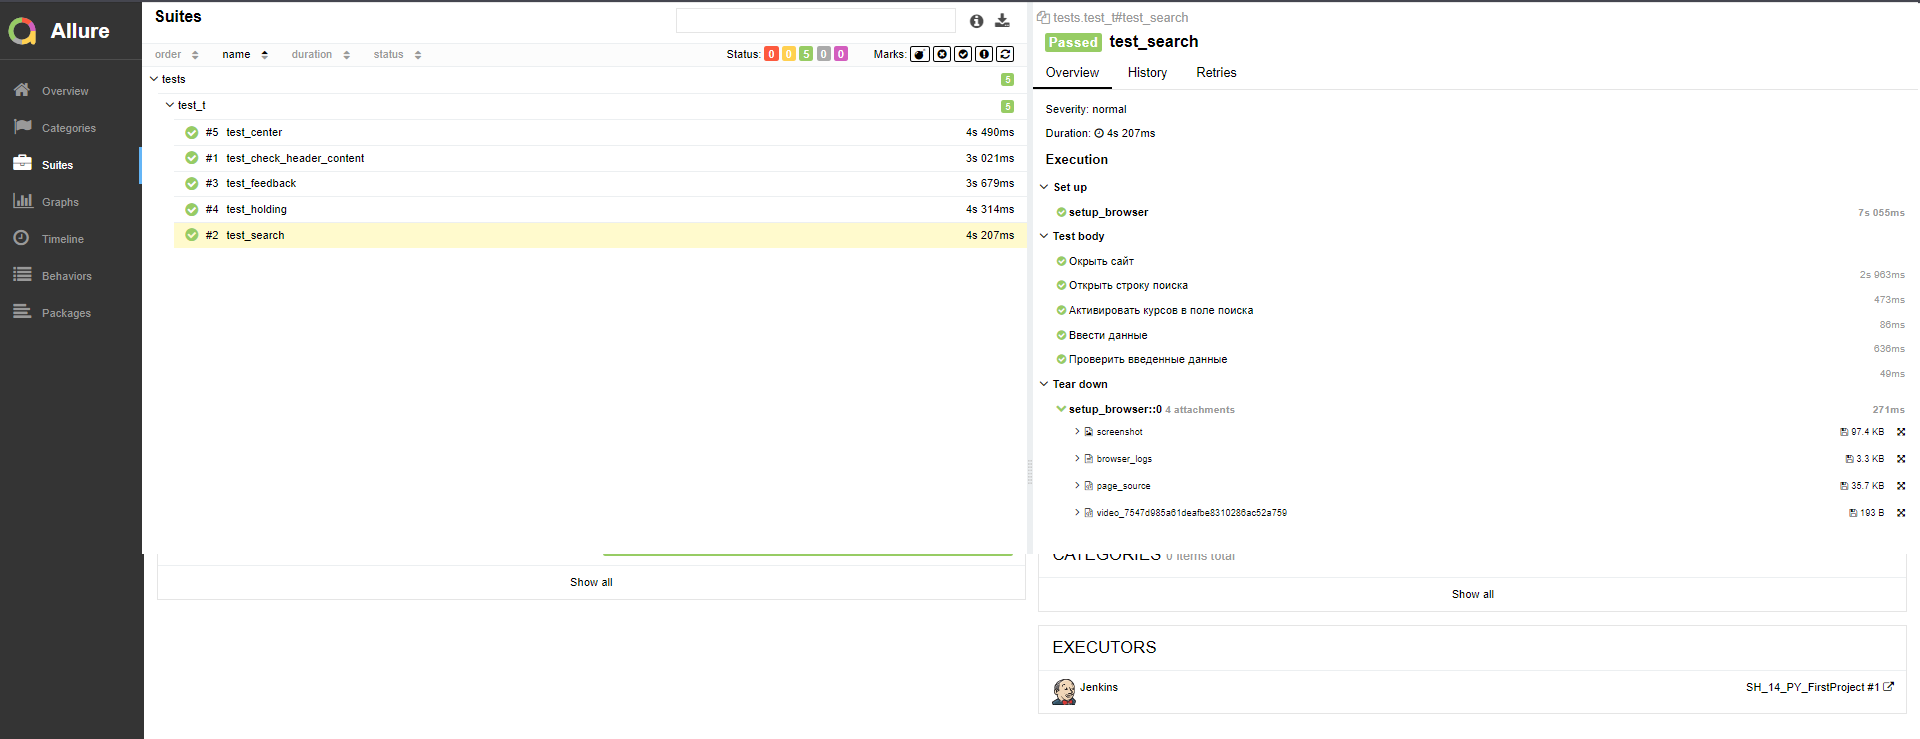 Allure
Overview
Categories
Suites
Graphs
Timeline
Behaviors
Packages
Suites
order name duration status
Status: 0 0 5 0 0 Marks:
tests 5
test_t 5
#5 test_center 4s 490ms
#1 test_check_header_content 3s 021ms
#3 test_feedback 3s 679ms
#4 test_holding 4s 314ms
#2 test_search 4s 207ms
Show all
tests.test_t#test_search
Passed test_search
Overview History Retries
Severity: normal
Duration: 4s 207ms
Execution
Set up
setup_browser 7s 055ms
Test body
Окрыть сайт
2s 963ms
Открыть строку поиска
473ms
Активировать курсов в поле поиска
86ms
Ввести данные
636ms
Проверить введенные данные
49ms
Tear down
setup_browser::0 4 attachments 271ms
screenshot 97.4 KB
browser_logs 3.3 KB
page_source 35.7 KB
video_7547d985a61deafbe8310286ac52a759 193 B
CATEGORIES 0 items total
Show all
EXECUTORS
Jenkins SH_14_PY_FirstProject #1